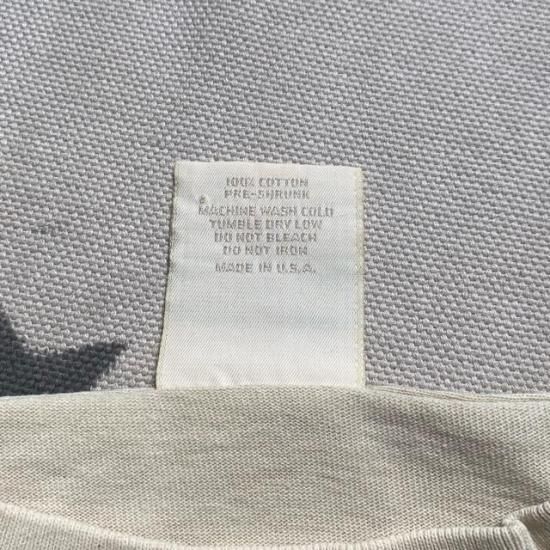 100% COTTON
PRE-SHRUNK
MACHINE WASH COLD
TUMBLE DRY LOW
DO NOT BLEACH
DO NOT IRON
MADE IN U.S.A.